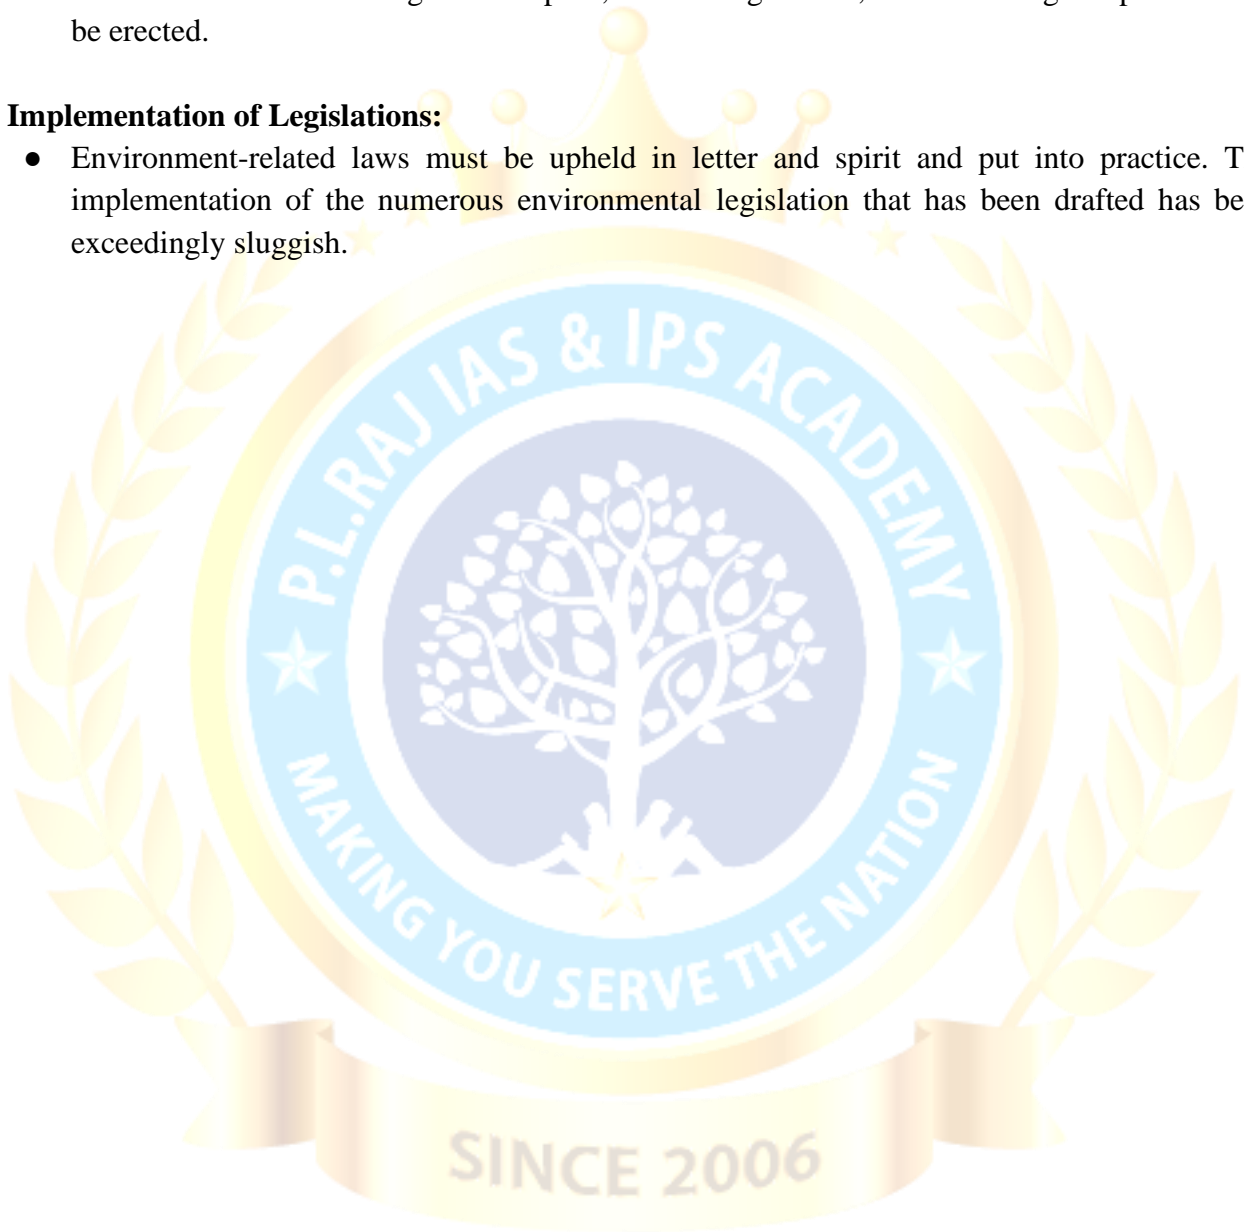 be erected.
Implementation of Legislations:
● Environment-related laws must be upheld in letter and spirit and put into practice. T
implementation of the numerous environmental legislation that has been drafted has be
exceedingly sluggish.
P.L.RAJ IAS & IPS ACADEMY
MAKING YOU SERVE THE NATION
SINCE 2006